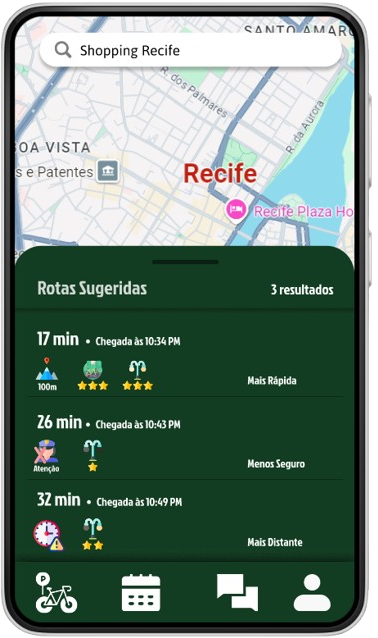 SANTO AMAR
Shopping Recife
R. dos Palmares
R. da Aurora
OA VISTA
s e Patentes
Recife
Recife Plaza Ho
Rotas Sugeridas
3 resultados
17 min • Chegada às 10:34 PM
100m
Mais Rápida
26 min • Chegada às 10:43 PM
Atenção
Menos Seguro
32 min • Chegada às 10:49 PM
Mais Distante
P